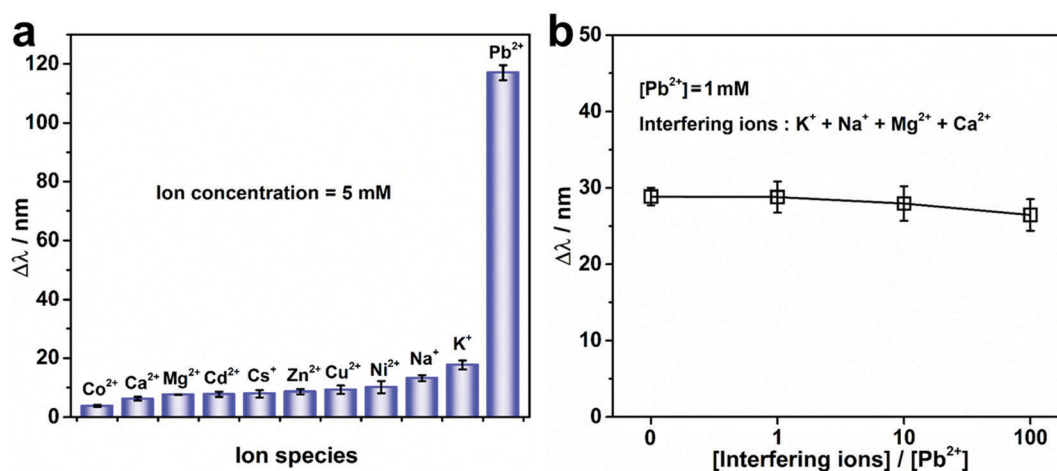 a
Δλ / nm
120
100
80
60
40
20
0
Ion concentration = 5 mM
Co²⁺
Ca²⁺
Mg²⁺
Cd²⁺
Cs⁺
Zn²⁺
Cu²⁺
Ni²⁺
Na⁺
K⁺
Pb²⁺
Ion species
b
Δλ / nm
50
40
30
20
10
0
[Pb²⁺] = 1 mM
Interfering ions : K⁺ + Na⁺ + Mg²⁺ + Ca²⁺
0 1 10 100
[Interfering ions] / [Pb²⁺]